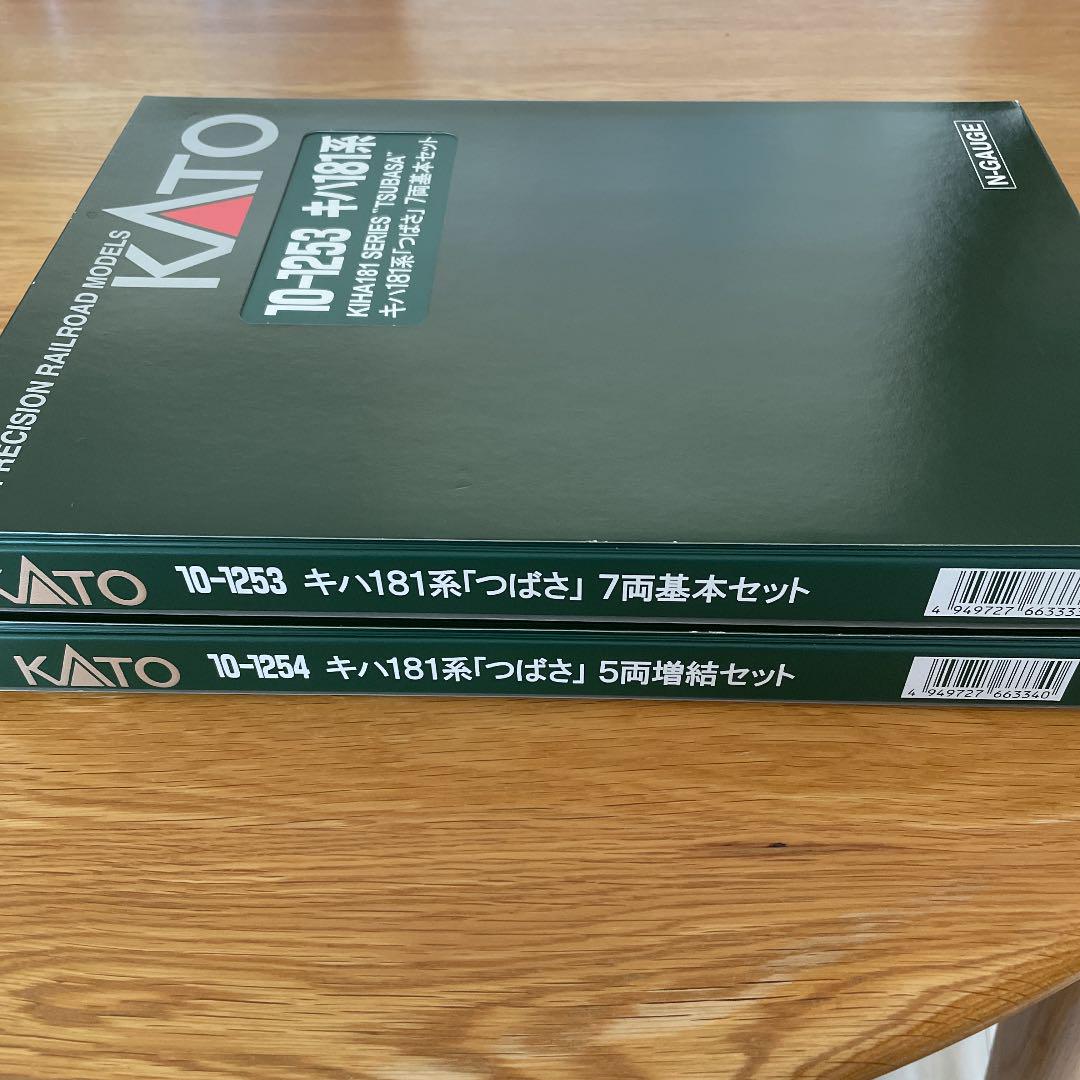 KATO
PRECISION RAILROAD MODELS
10-1253 キハ181系
KIHA181 SERIES "TSUBASA"
キハ181系「つばさ」 7両基本セット
N-GAUGE
KATO 10-1253 キハ181系「つばさ」 7両基本セット
4 949727 663333
KATO 10-1254 キハ181系「つばさ」 5両増結セット
4 949727 663340